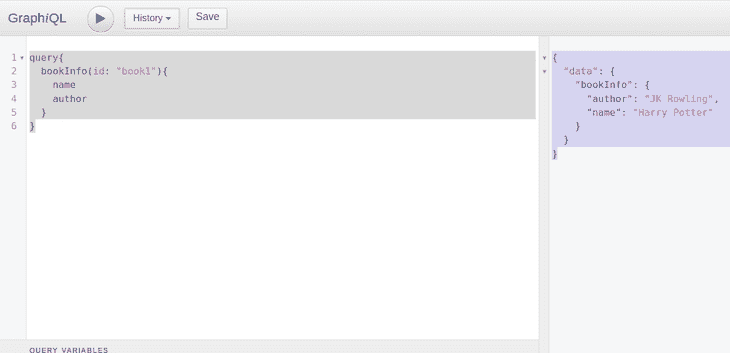 GraphiQL
History
Save
1 query{
2 bookInfo(id: "book1"){
3 name
4 author
5 }
6 }
{
"data": {
"bookInfo": {
"author": "JK Rowling",
"name": "Harry Potter"
}
}
}
QUERY VARIABLES